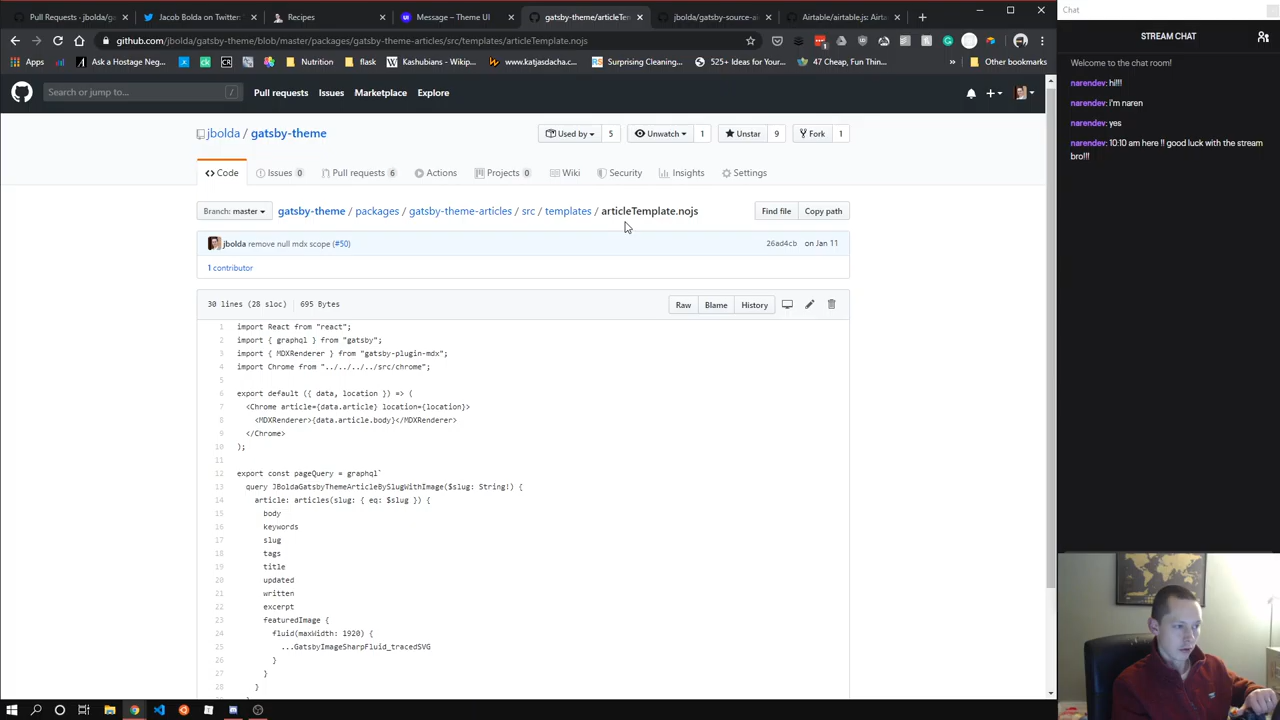 Pull Requests · jbolda/ga
Jacob Bolda on Twitter:
Recipes
Message – Theme UI
gatsby-theme/articleTem
jbolda/gatsby-source-ai
Airtable/airtable.js: Airta
github.com/jbolda/gatsby-theme/blob/master/packages/gatsby-theme-articles/src/templates/articleTemplate.nojs
Apps
Ask a Hostage Neg...
Nutrition
flask
Kashubians - Wikip...
www.katjasdacha.c...
Surprising Cleaning...
525+ Ideas for Your...
47 Cheap, Fun Thin...
Other bookmarks
Search or jump to...
/
Pull requests Issues Marketplace Explore
jbolda / gatsby-theme
Used by 5
Unwatch 1
Unstar 9
Fork 1
Code
Issues 0
Pull requests 6
Actions
Projects 0
Wiki
Security
Insights
Settings
Branch: master
gatsby-theme / packages / gatsby-theme-articles / src / templates / articleTemplate.nojs
Find file
Copy path
jbolda remove null mdx scope (#50)
26ad4cb on Jan 11
1 contributor
30 lines (28 sloc) 695 Bytes
Raw Blame History
1 import React from "react";
2 import { graphql } from "gatsby";
3 import { MDXRenderer } from "gatsby-plugin-mdx";
4 import Chrome from "../../../../src/chrome";
5
6 export default ({ data, location }) => (
7 <Chrome article={data.article} location={location}>
8 <MDXRenderer>{data.article.body}</MDXRenderer>
9 </Chrome>
10 );
11
12 export const pageQuery = graphql`
13 query JBoldaGatsbyThemeArticleBySlugWithImage($slug: String!) {
14 article: articles(slug: { eq: $slug }) {
15 body
16 keywords
17 slug
18 tags
19 title
20 updated
21 written
22 excerpt
23 featuredImage {
24 fluid(maxWidth: 1920) {
25 ...GatsbyImageSharpFluid_tracedSVG
26 }
27 }
28 }
Chat
STREAM CHAT
Welcome to the chat room!
narendev: hi!!!
narendev: i'm naren
narendev: yes
narendev: 10:10 am here !! good luck with the stream
bro!!!